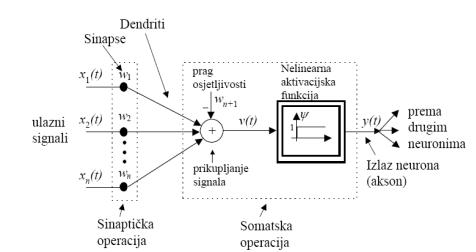 Dendriti
Sinapse
x1(t) w1
prag
osjetljivosti
Nelinearna
aktivacijska
funkcija
wn+1
−
ψ
1
ulazni
signali
x2(t) w2
+
v(t)
y(t)
prema
drugim
neuronima
xn(t) wn
prikupljanje
signala
Izlaz neurona
(akson)
Sinaptička
operacija
Somatska
operacija